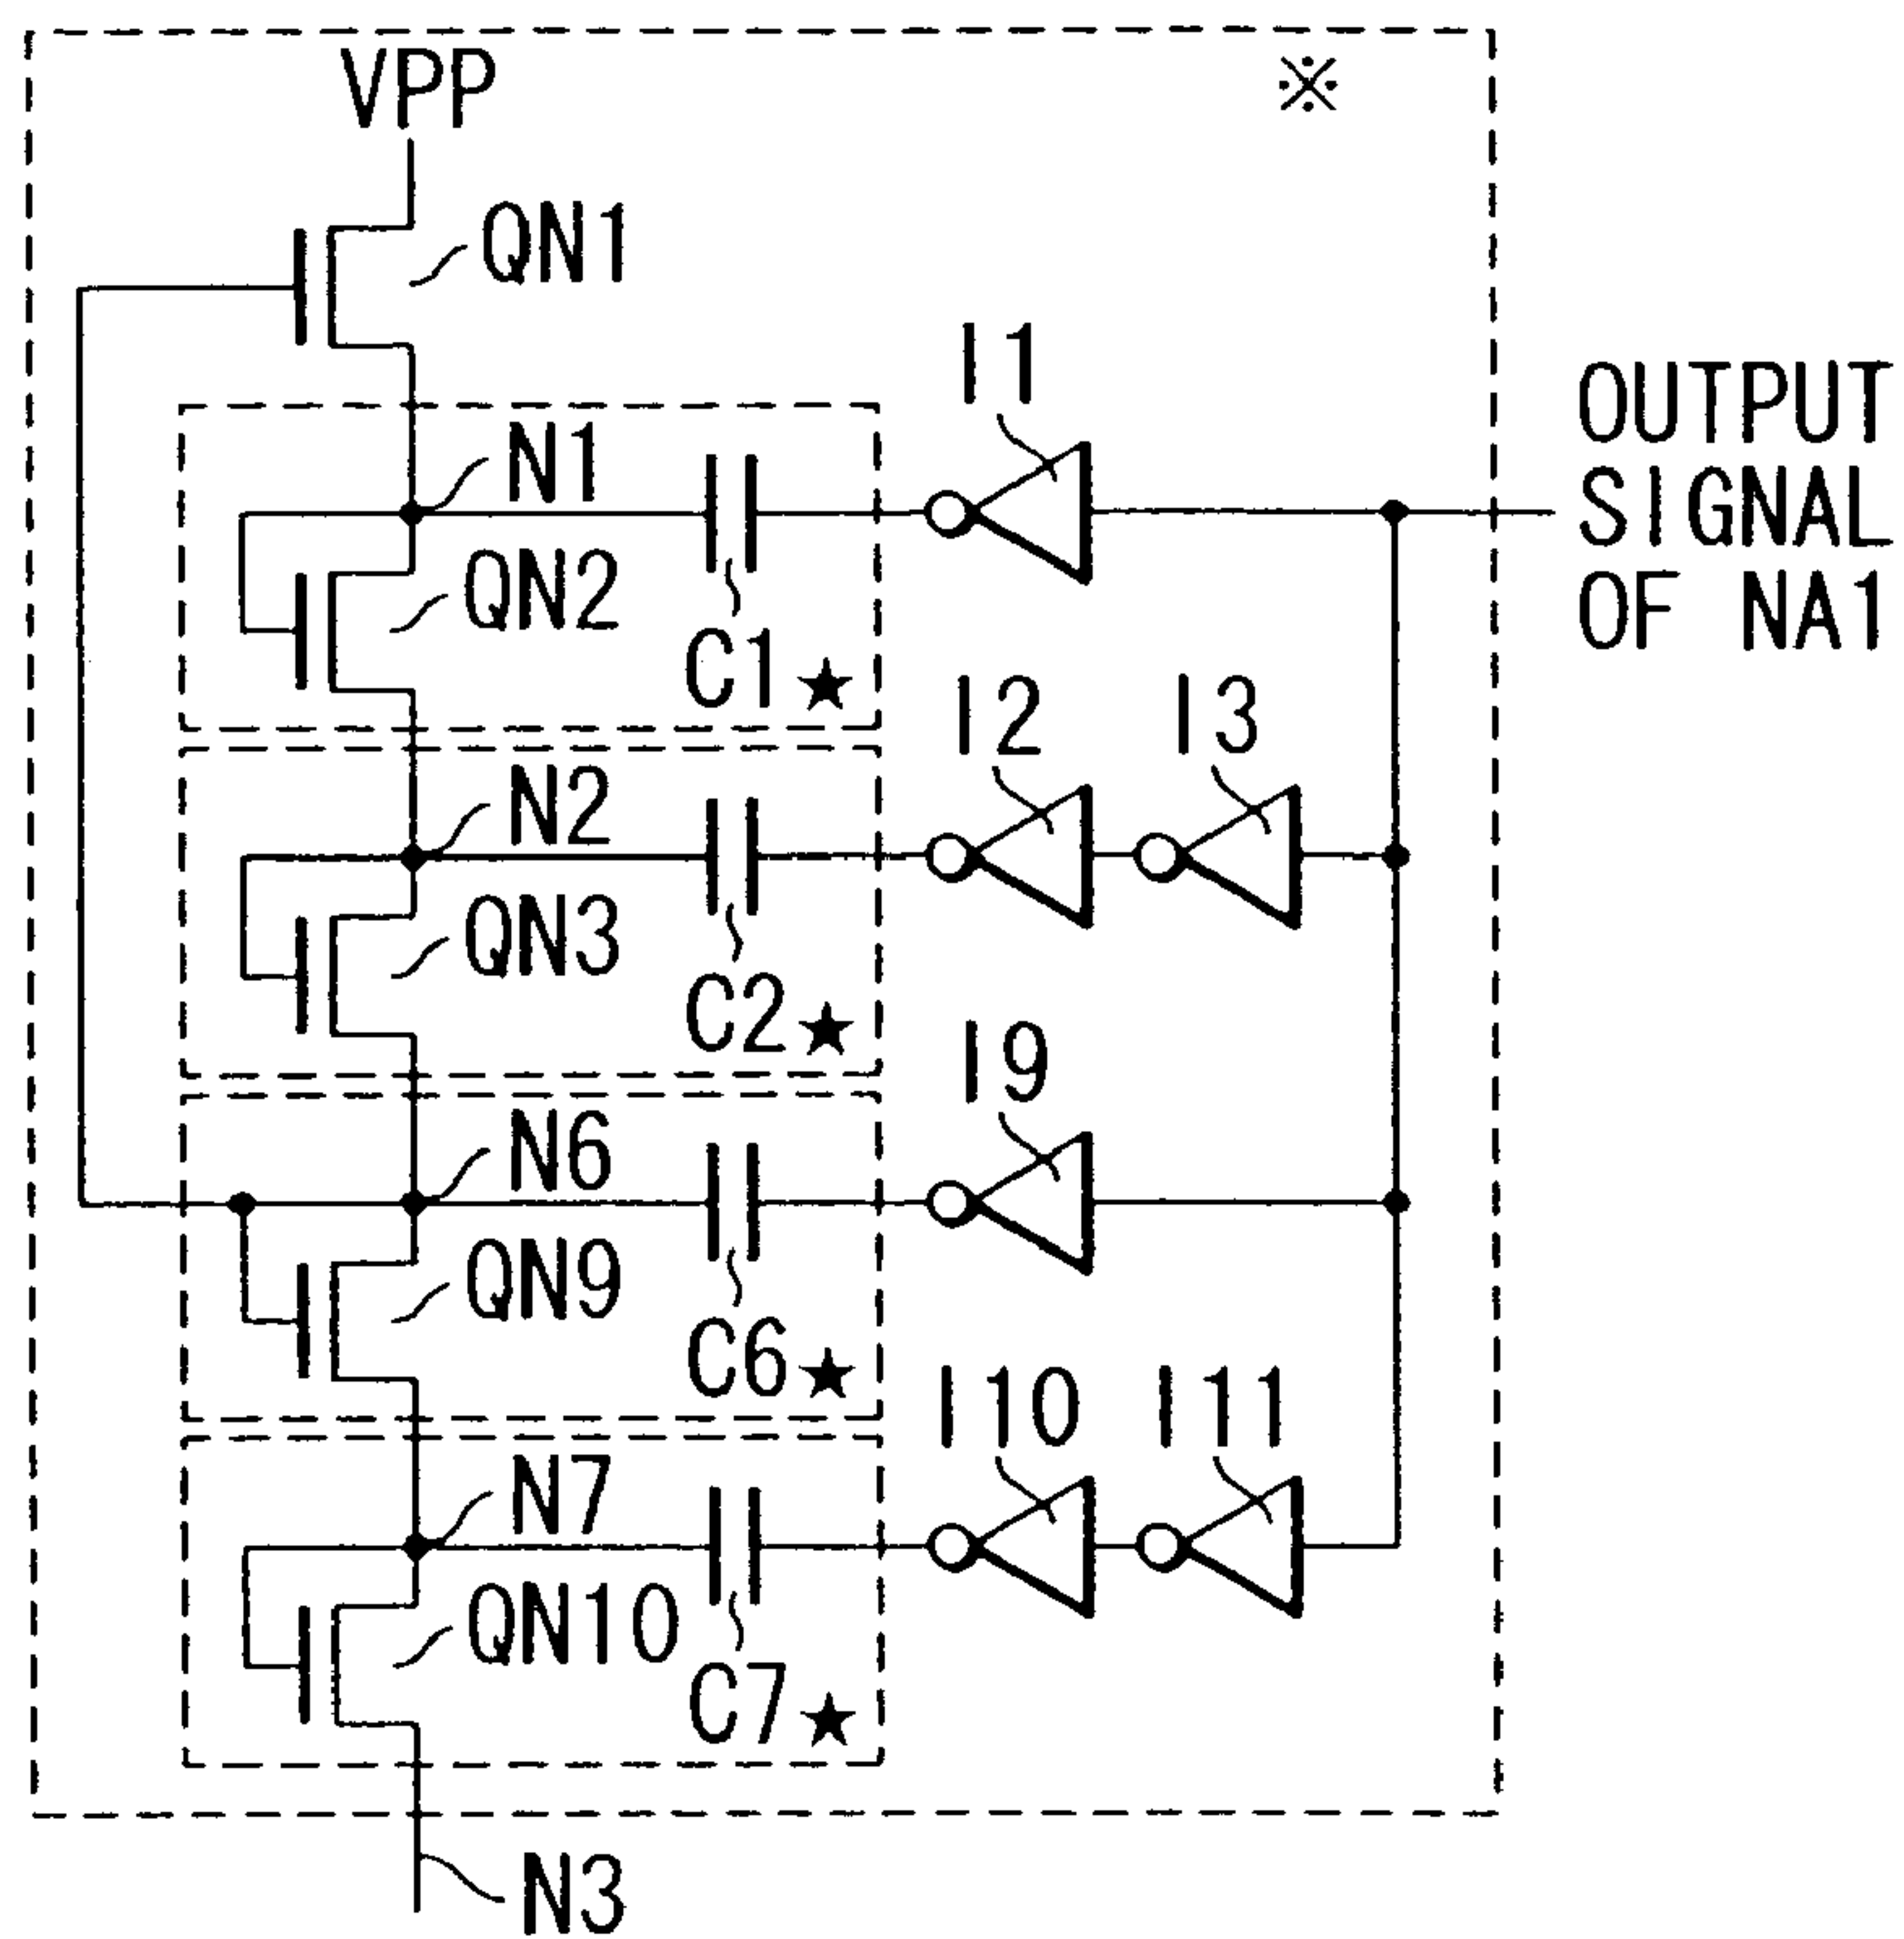 VPP
※
QN1
I1
OUTPUT
SIGNAL
OF NA1
N1
QN2
C1★
I2
I3
N2
QN3
C2★
I9
N6
QN9
C6★
I10
I11
N7
QN10
C7★
N3